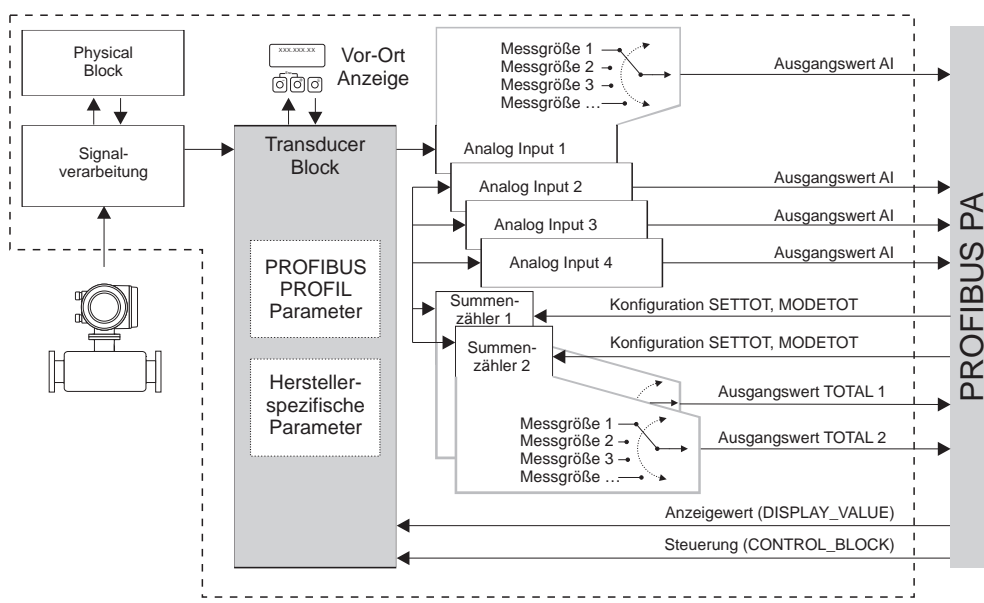 Physical
Block
Signal-
verarbeitung
xxx.xxx.xx
Vor-Ort
Anzeige
Transducer
Block
PROFIBUS
PROFIL
Parameter
Hersteller-
spezifische
Parameter
Messgröße 1
Messgröße 2
Messgröße 3
Messgröße ...
Analog Input 1
Analog Input 2
Analog Input 3
Analog Input 4
Summen-
zähler 1
Summen-
zähler 2
Messgröße 1
Messgröße 2
Messgröße 3
Messgröße ...
Ausgangswert AI
Ausgangswert AI
Ausgangswert AI
Ausgangswert AI
Konfiguration SETTOT, MODETOT
Konfiguration SETTOT, MODETOT
Ausgangswert TOTAL 1
Ausgangswert TOTAL 2
Anzeigewert (DISPLAY_VALUE)
Steuerung (CONTROL_BLOCK)
PROFIBUS PA